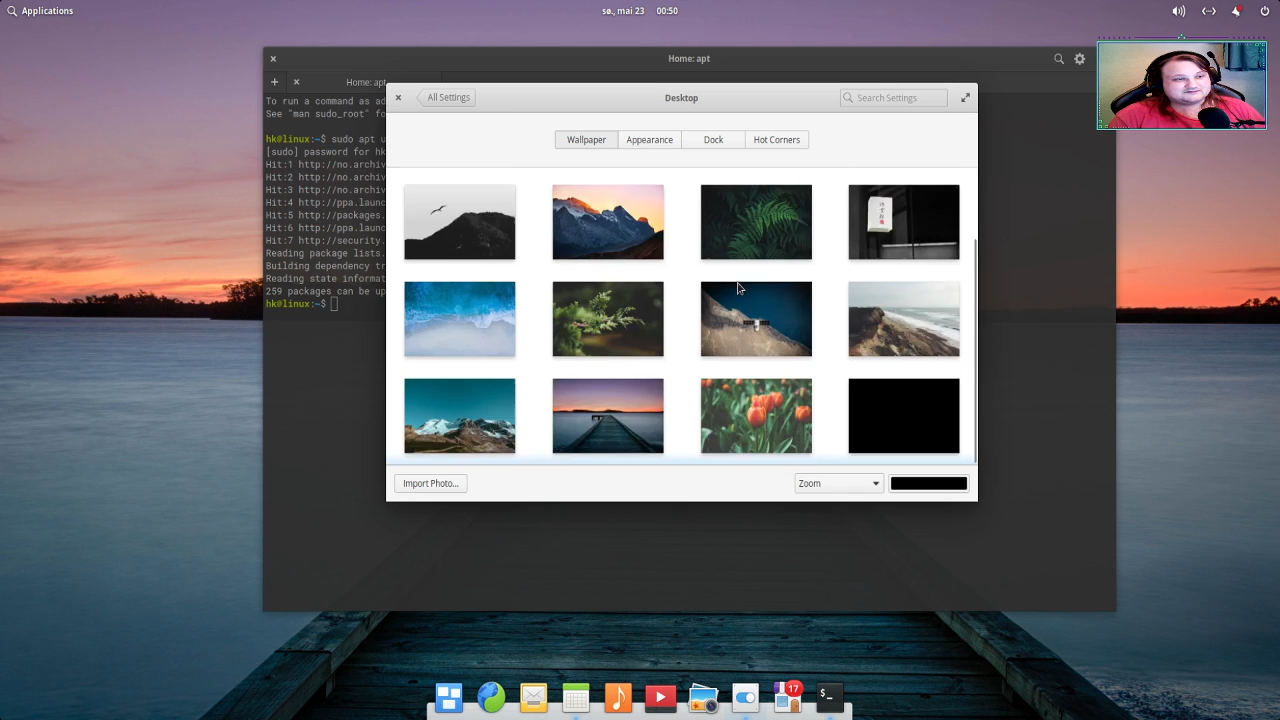 Applications
sø., mai 23 00:50
Home: apt
Home: apt
To run a command as ad
See "man sudo_root" fo
hk@linux:~$ sudo apt u
[sudo] password for hk
Hit:1 http://no.archiv
Hit:2 http://no.archiv
Hit:3 http://no.archiv
Hit:4 http://ppa.launc
Hit:5 http://packages.
Hit:6 http://ppa.launc
Hit:7 http://security.
Reading package lists.
Building dependency tr
Reading state informat
259 packages can be up
hk@linux:~$
All Settings
Desktop
Search Settings
Wallpaper
Appearance
Dock
Hot Corners
Import Photo...
Zoom
17